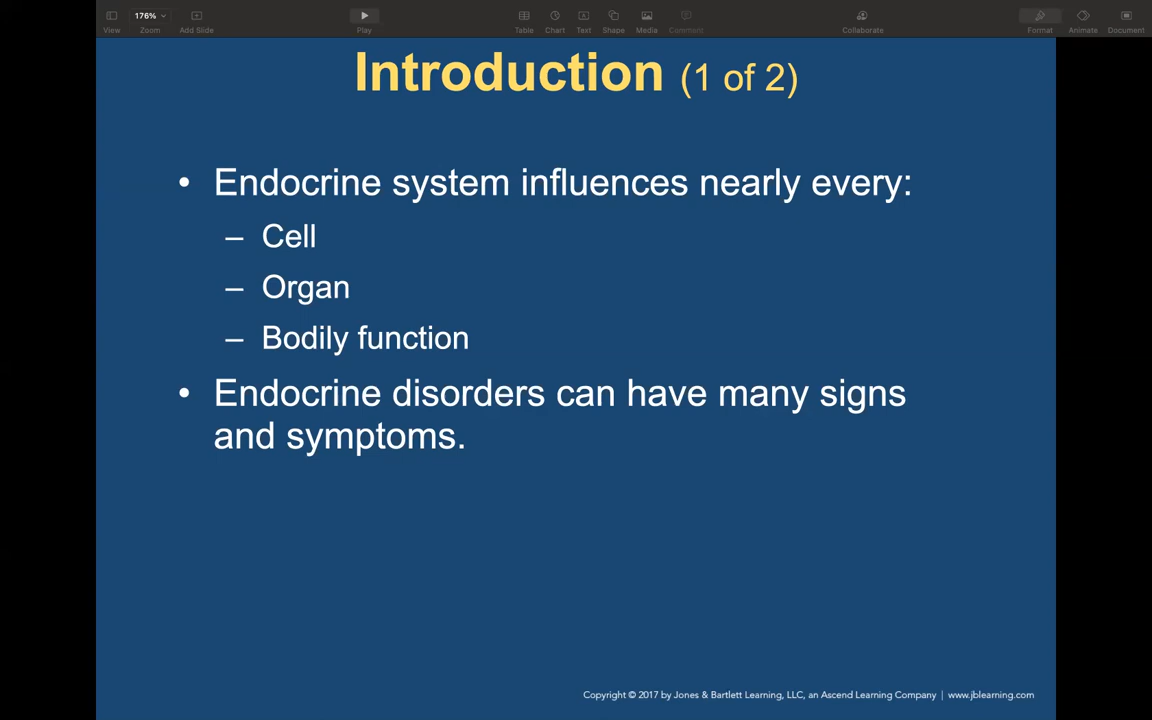 176%
View
Zoom
Add Slide
Play
Table
Chart
Text
Shape
Media
Comment
Collaborate
Format
Animate
Document
Introduction (1 of 2)
• Endocrine system influences nearly every:
– Cell
– Organ
– Bodily function
• Endocrine disorders can have many signs
and symptoms.
Copyright © 2017 by Jones & Bartlett Learning, LLC, an Ascend Learning Company | www.jblearning.com